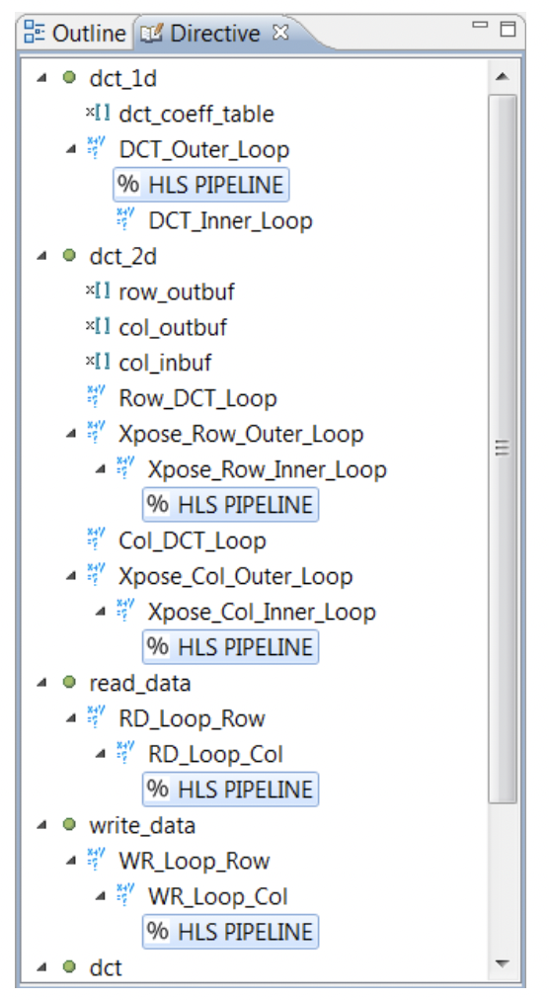 Outline Directive
dct_1d
x[] dct_coeff_table
DCT_Outer_Loop
% HLS PIPELINE
DCT_Inner_Loop
dct_2d
x[] row_outbuf
x[] col_outbuf
x[] col_inbuf
Row_DCT_Loop
Xpose_Row_Outer_Loop
Xpose_Row_Inner_Loop
% HLS PIPELINE
Col_DCT_Loop
Xpose_Col_Outer_Loop
Xpose_Col_Inner_Loop
% HLS PIPELINE
read_data
RD_Loop_Row
RD_Loop_Col
% HLS PIPELINE
write_data
WR_Loop_Row
WR_Loop_Col
% HLS PIPELINE
dct